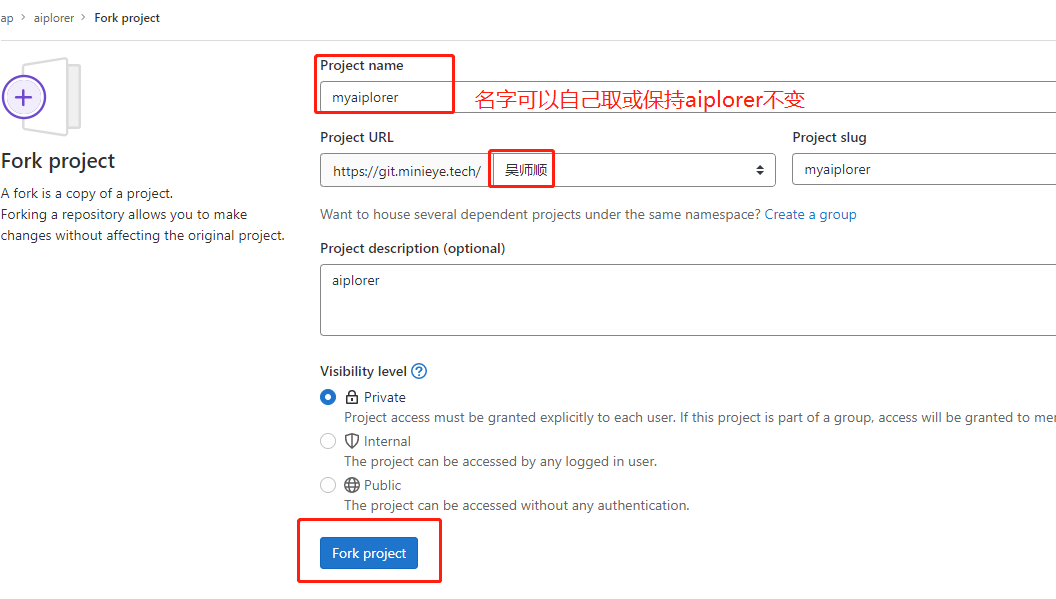 ap > aiplorer > Fork project
Fork project
A fork is a copy of a project.
Forking a repository allows you to make
changes without affecting the original project.
Project name
myaiplorer
名字可以自己取或保持aiplorer不变
Project URL
https://git.minieye.tech/ 吴师顺
Project slug
myaiplorer
Want to house several dependent projects under the same namespace? Create a group
Project description (optional)
aiplorer
Visibility level
Private
Project access must be granted explicitly to each user. If this project is part of a group, access will be granted to me
Internal
The project can be accessed by any logged in user.
Public
The project can be accessed without any authentication.
Fork project